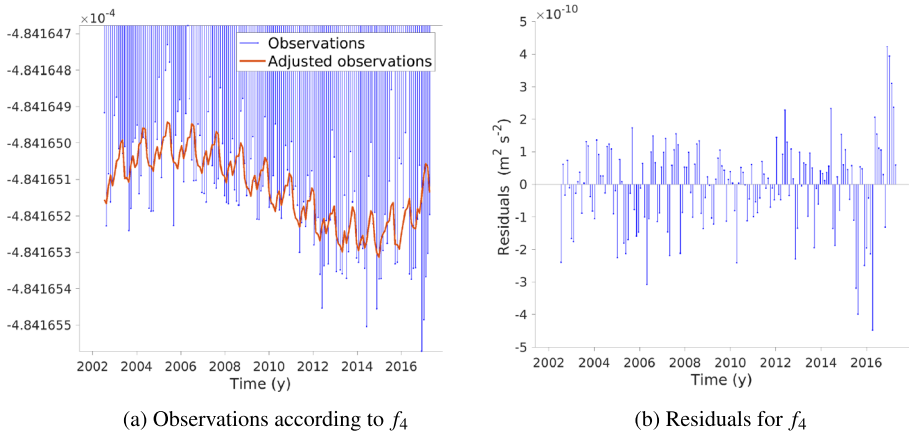 ×10⁻⁴
-4.841647
-4.841648
-4.841649
-4.841650
-4.841651
-4.841652
-4.841653
-4.841654
-4.841655
Observations
Adjusted observations
2002 2004 2006 2008 2010 2012 2014 2016
Time (y)
(a) Observations according to f₄
×10⁻¹⁰
5
4
3
2
1
0
-1
-2
-3
-4
-5
Residuals (m² s⁻²)
2002 2004 2006 2008 2010 2012 2014 2016
Time (y)
(b) Residuals for f₄